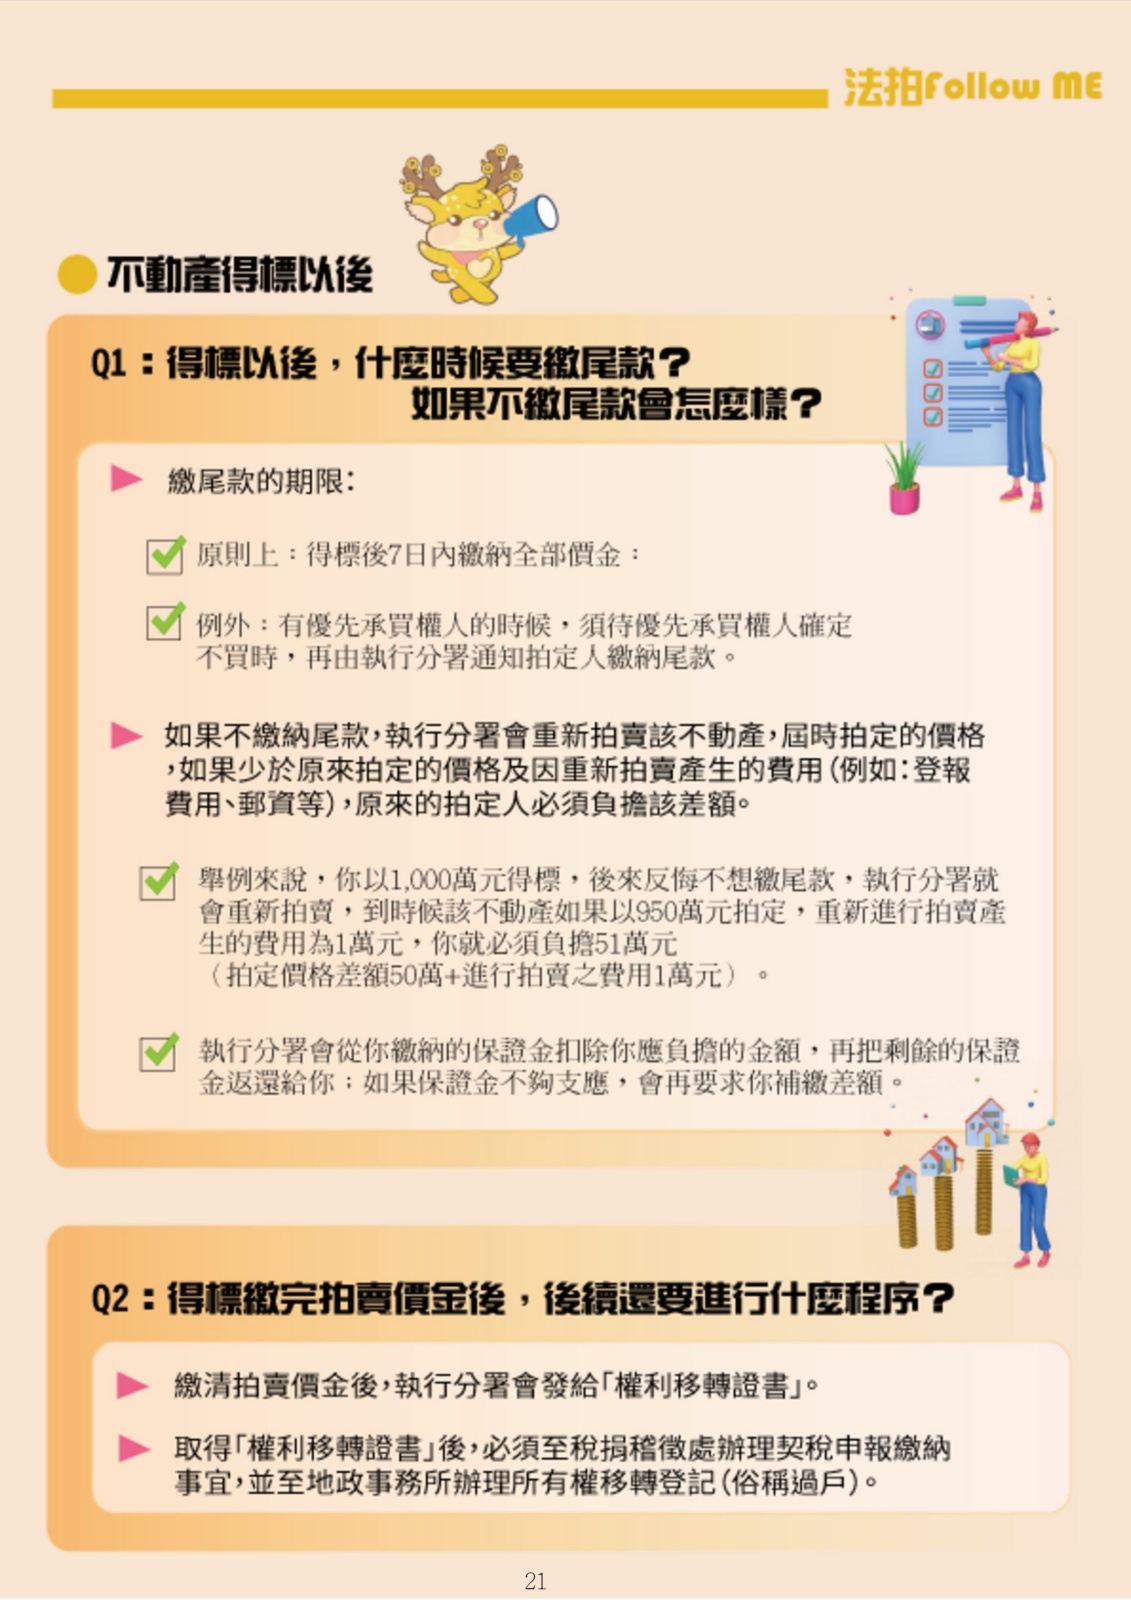 法拍Follow ME
不動產得標以後
Q1：得標以後，什麼時候要繳尾款？
如果不繳尾款會怎麼樣？
繳尾款的期限：
原則上：得標後7日內繳納全部價金：
例外：有優先承買權人的時候，須待優先承買權人確定
不買時，再由執行分署通知拍定人繳納尾款。
如果不繳納尾款，執行分署會重新拍賣該不動產，屆時拍定的價格
，如果少於原來拍定的價格及因重新拍賣產生的費用（例如：登報
費用、郵資等），原來的拍定人必須負擔該差額。
舉例來說，你以1,000萬元得標，後來反悔不想繳尾款，執行分署就
會重新拍賣，到時候該不動產如果以950萬元拍定，重新進行拍賣產
生的費用為1萬元，你就必須負擔51萬元
（拍定價格差額50萬+進行拍賣之費用1萬元）。
執行分署會從你繳納的保證金扣除你應負擔的金額，再把剩餘的保證
金返還給你；如果保證金不夠支應，會再要求你補繳差額。
Q2：得標繳完拍賣價金後，後續還要進行什麼程序？
繳清拍賣價金後，執行分署會發給「權利移轉證書」。
取得「權利移轉證書」後，必須至稅捐稽徵處辦理契稅申報繳納
事宜，並至地政事務所辦理所有權移轉登記（俗稱過戶）。
21